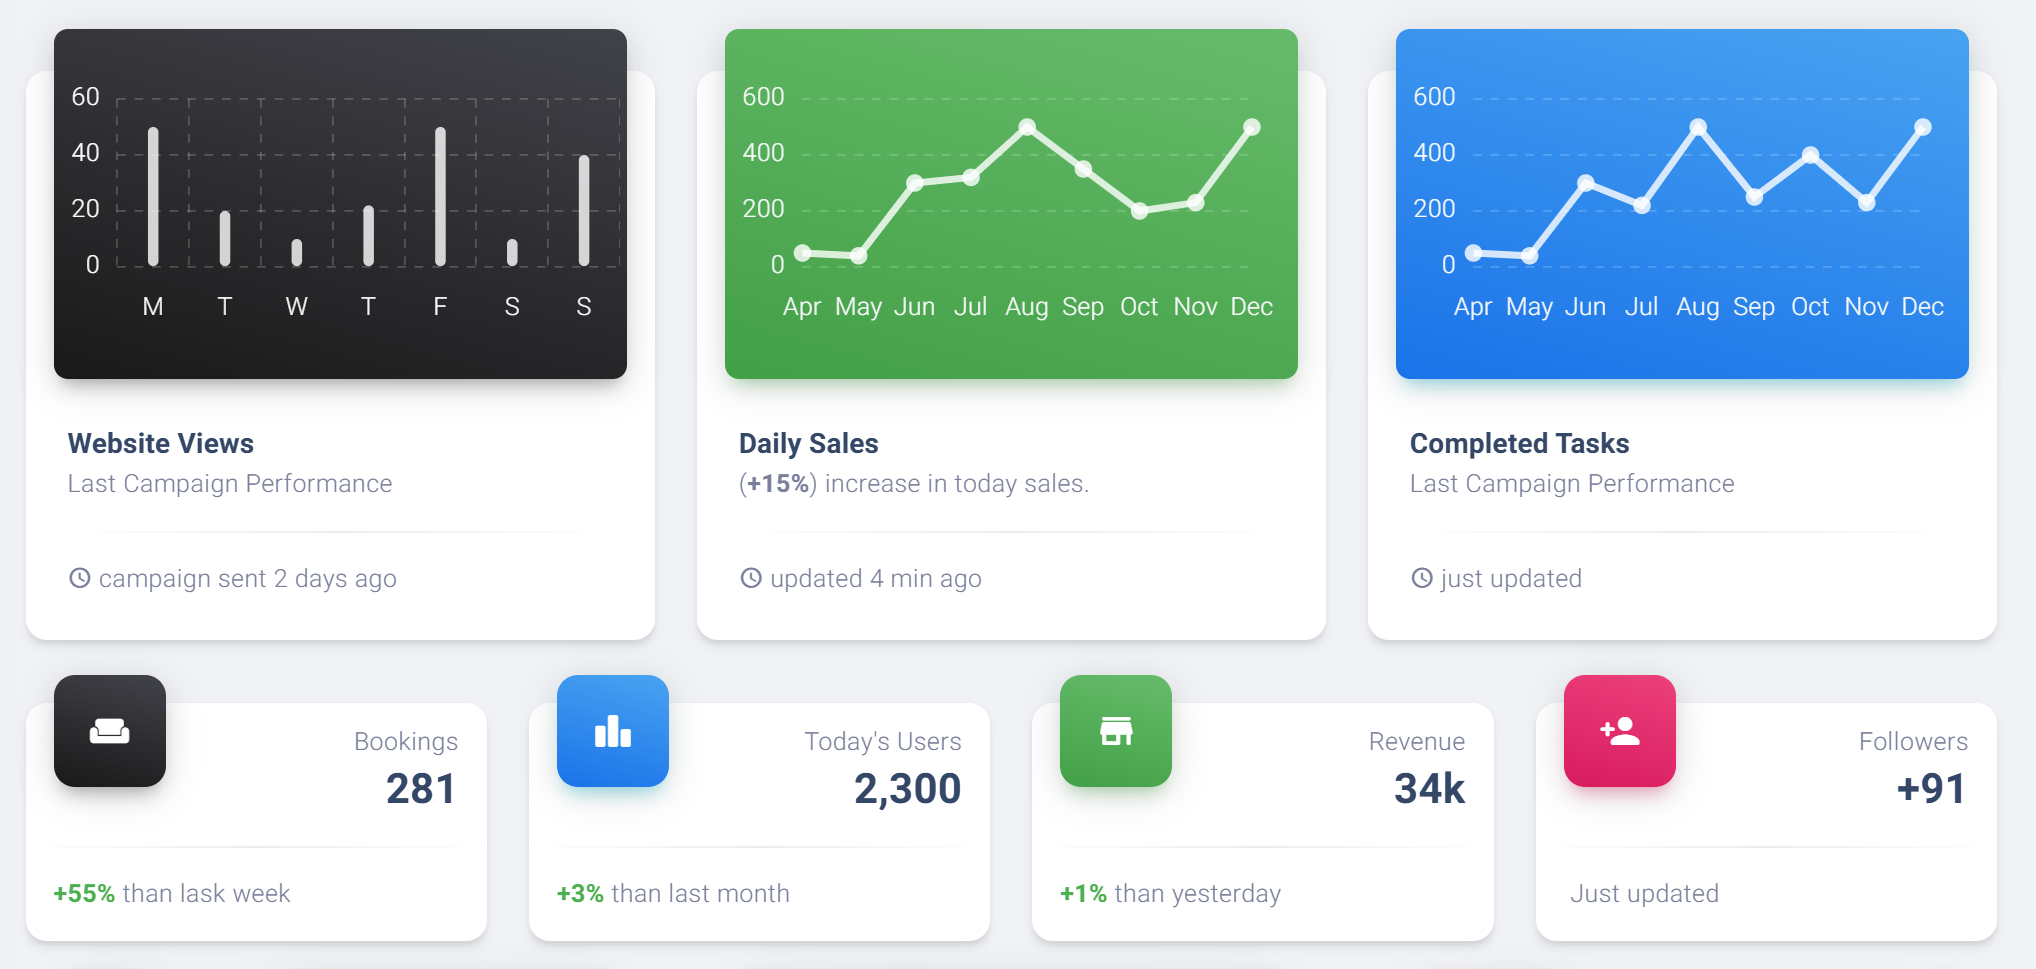 60
40
20
0
M T W T F S S
Website Views
Last Campaign Performance
campaign sent 2 days ago
600
400
200
0
Apr May Jun Jul Aug Sep Oct Nov Dec
Daily Sales
(+15%) increase in today sales.
updated 4 min ago
600
400
200
0
Apr May Jun Jul Aug Sep Oct Nov Dec
Completed Tasks
Last Campaign Performance
just updated
Bookings
281
+55% than lask week
Today's Users
2,300
+3% than last month
Revenue
34k
+1% than yesterday
Followers
+91
Just updated